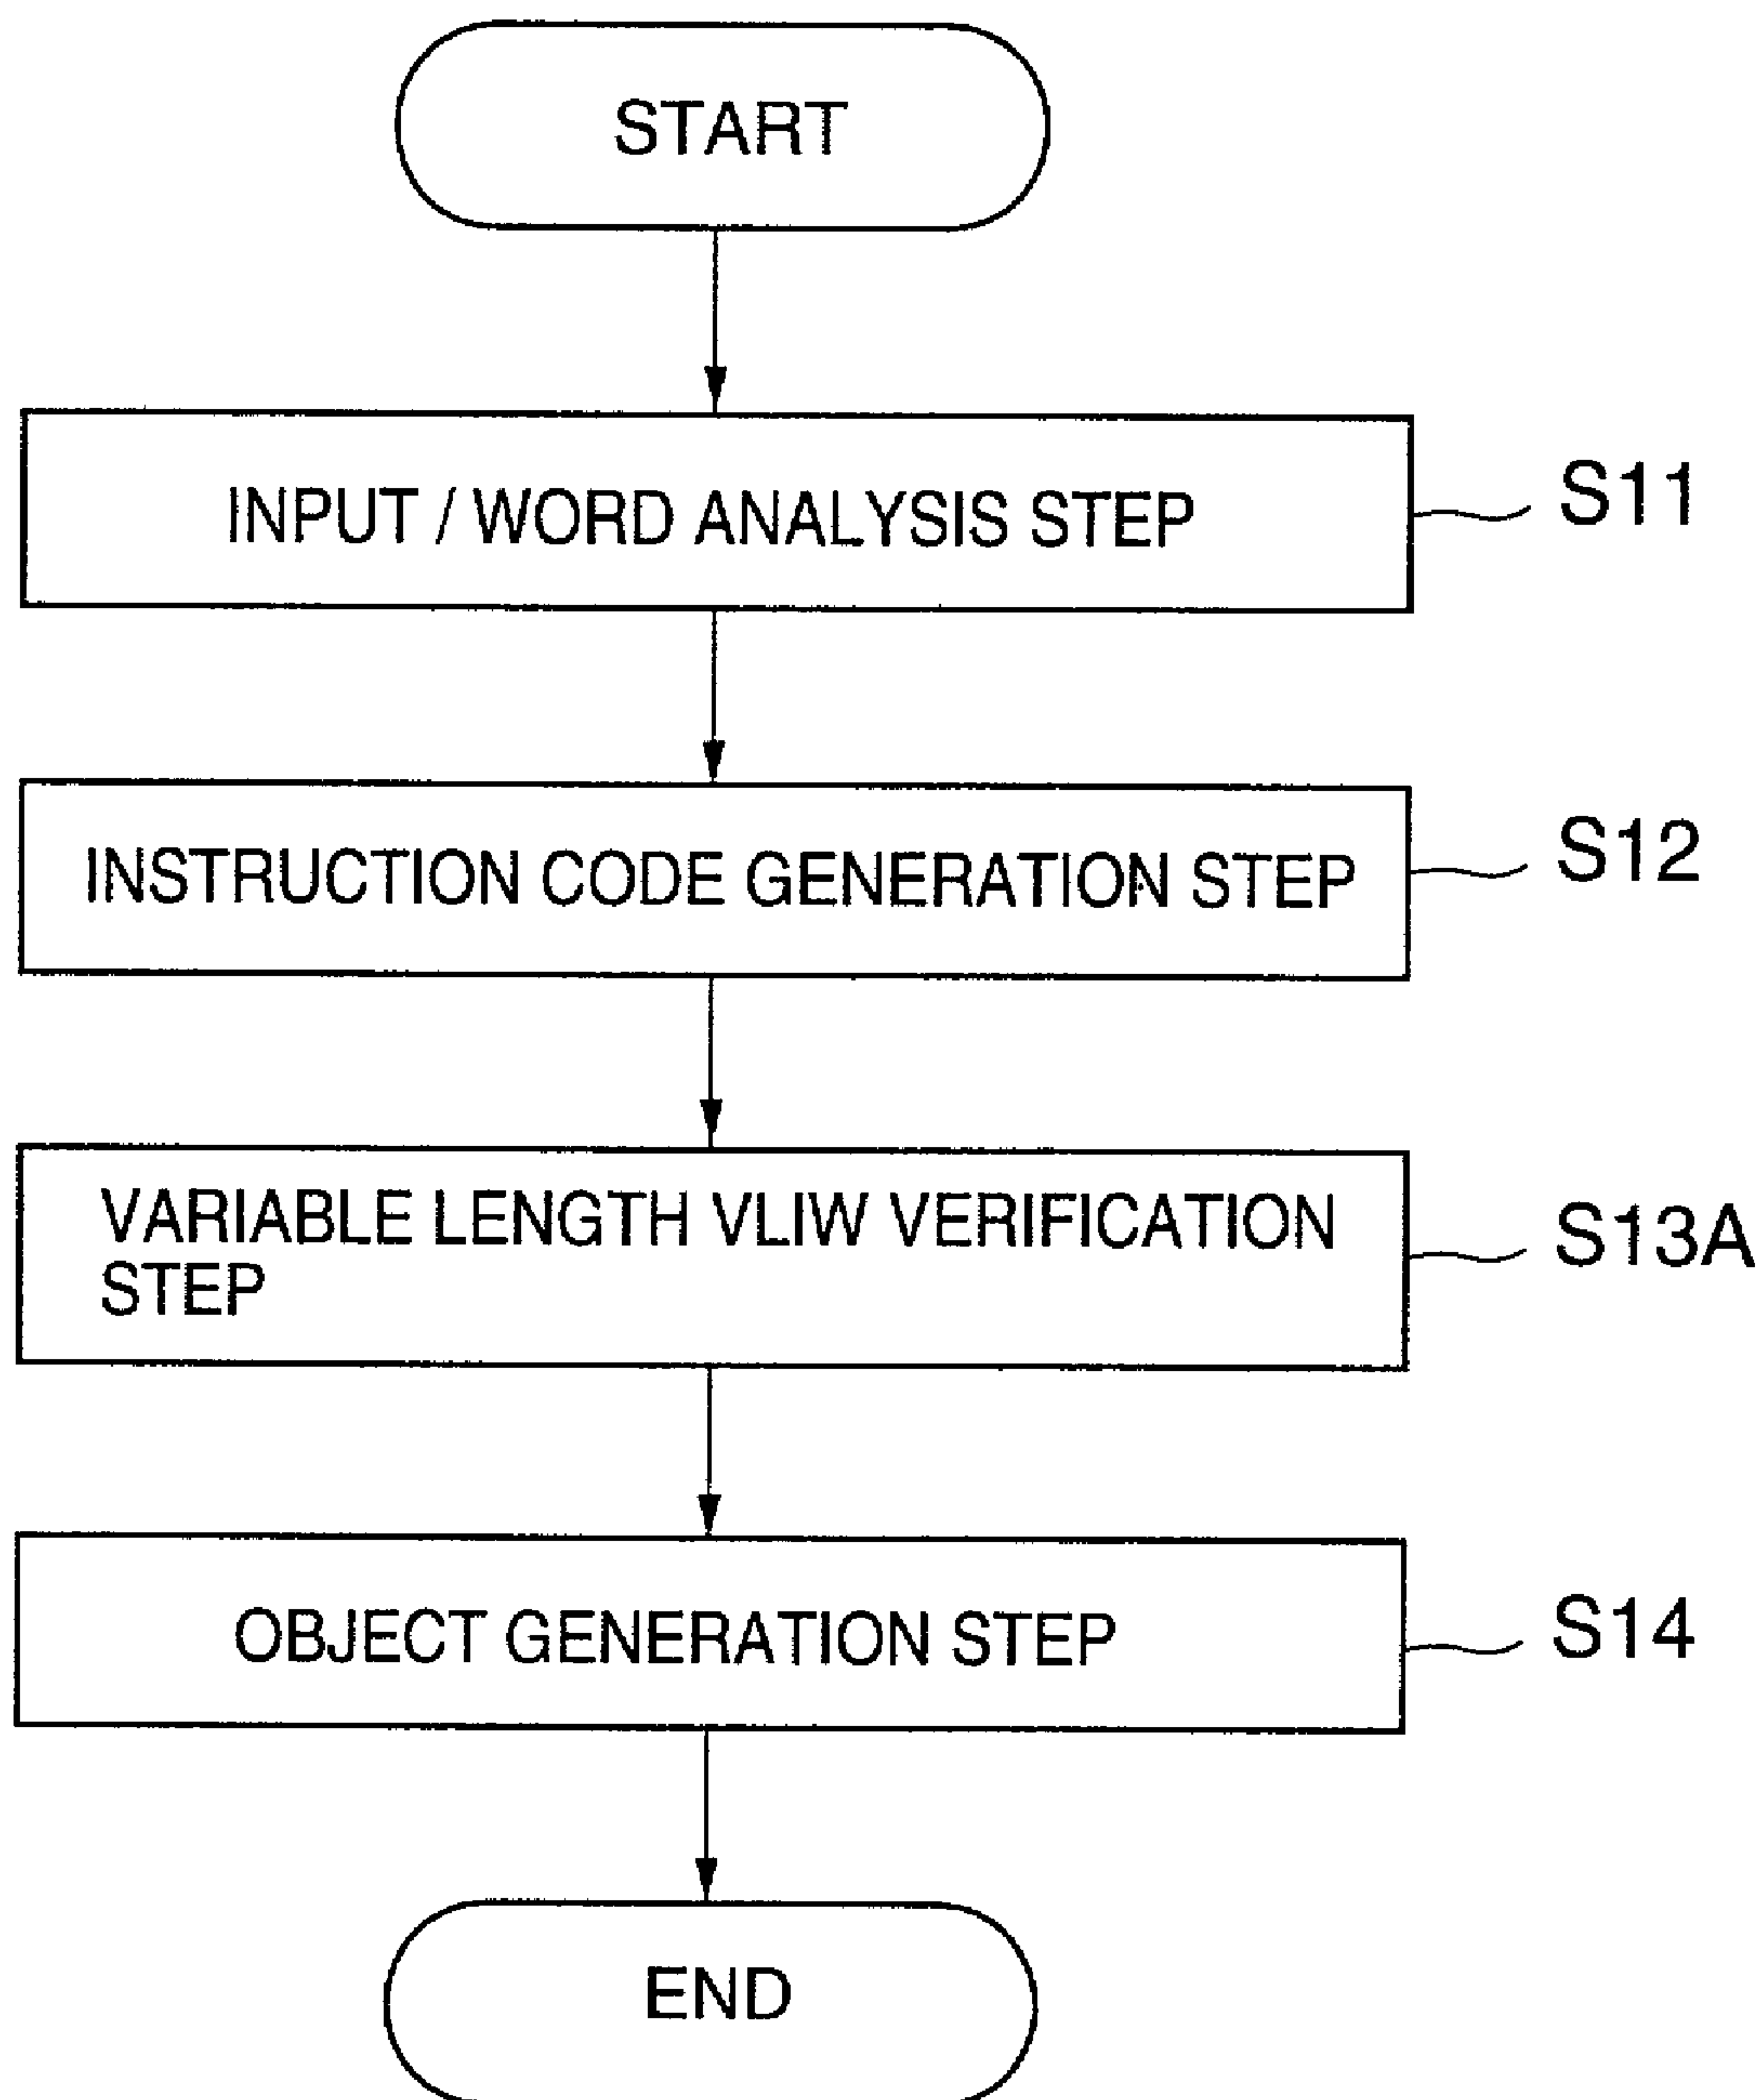 START
INPUT / WORD ANALYSIS STEP
S11
INSTRUCTION CODE GENERATION STEP
S12
VARIABLE LENGTH VLIW VERIFICATION
STEP
S13A
OBJECT GENERATION STEP
S14
END